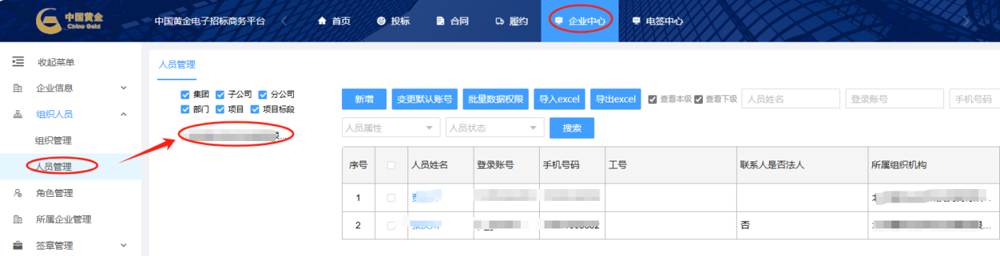 中国黄金
China Gold
中国黄金电子招标商务平台 首页 投标 合同 履约 企业中心 电签中心
收起菜单
企业信息
组织人员
组织管理
人员管理
角色管理
所属企业管理
签章管理
人员管理
集团 子公司 分公司
部门 项目 项目标段
新增 变更默认账号 批量数据权限 导入excel 导出excel 查看本级 查看下级 人员姓名 登录账号 手机号码
人员属性 人员状态 搜索
序号 人员姓名 登录账号 手机号码 工号 联系人是否法人 所属组织机构
1
2 否